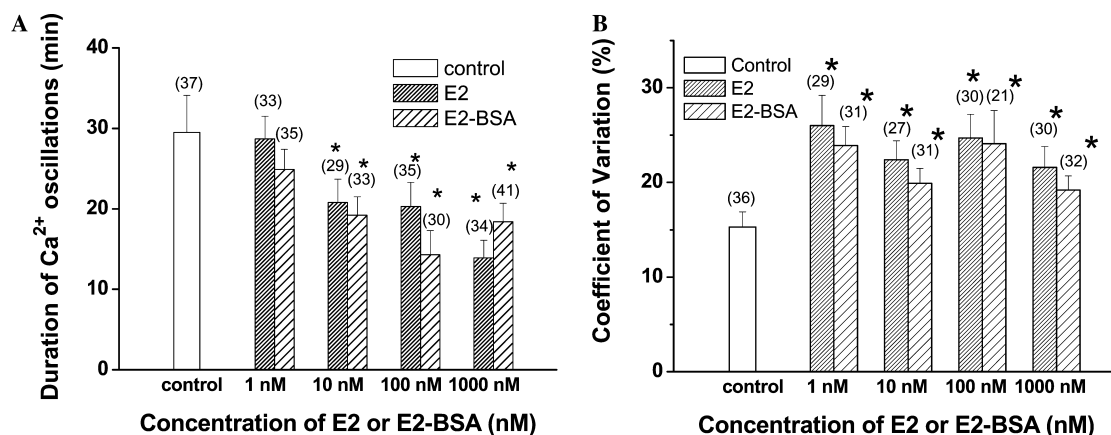 A
Duration of Ca2+ oscillations (min)
40
30
20
10
0
control
E2
E2-BSA
(37)
(33)
(35)
*
(29)
*
(33)
(35)
*
*
(30)
*
(34)
*
(41)
control
1 nM
10 nM
100 nM
1000 nM
Concentration of E2 or E2-BSA (nM)
B
Coefficient of Variation (%)
30
20
10
0
Control
E2
E2-BSA
(36)
*
(29)
*
(31)
*
(27)
*
(31)
*
(30)
*
(21)
*
(30)
*
(32)
control
1 nM
10 nM
100 nM
1000 nM
Concentration of E2 or E2-BSA (nM)